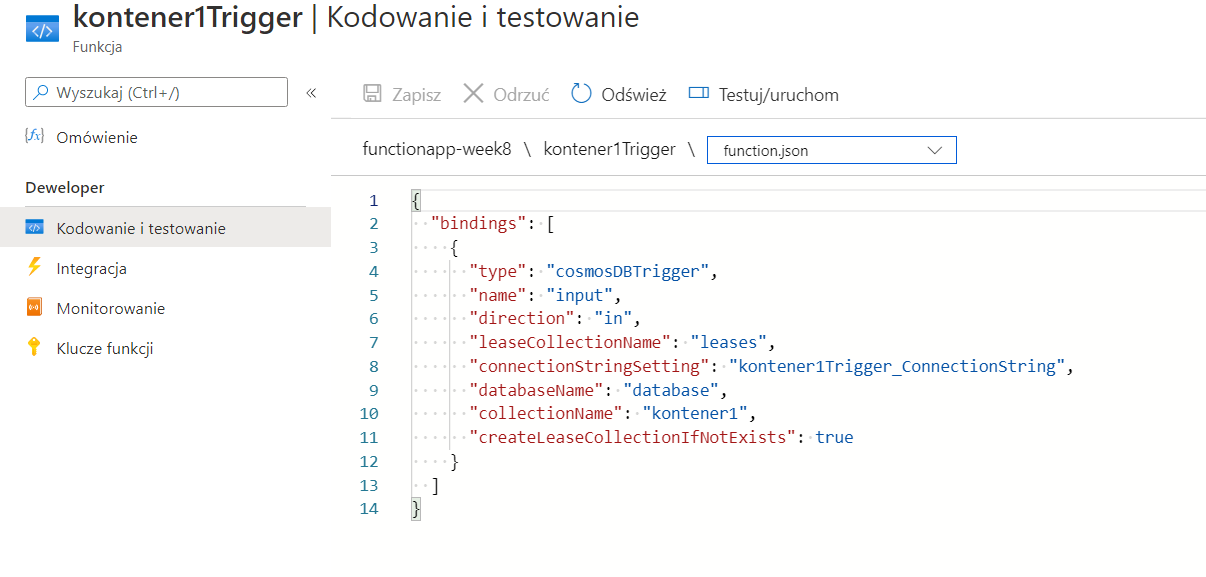 kontener1Trigger | Kodowanie i testowanie
Funkcja
Wyszukaj (Ctrl+/)
«
Zapisz
Odrzuć
Odśwież
Testuj/uruchom
Omówienie
Deweloper
Kodowanie i testowanie
Integracja
Monitorowanie
Klucze funkcji
functionapp-week8 \ kontener1Trigger \ function.json
1 {
2 "bindings": [
3 {
4 "type": "cosmosDBTrigger",
5 "name": "input",
6 "direction": "in",
7 "leaseCollectionName": "leases",
8 "connectionStringSetting": "kontener1Trigger_ConnectionString",
9 "databaseName": "database",
10 "collectionName": "kontener1",
11 "createLeaseCollectionIfNotExists": true
12 }
13 ]
14 }